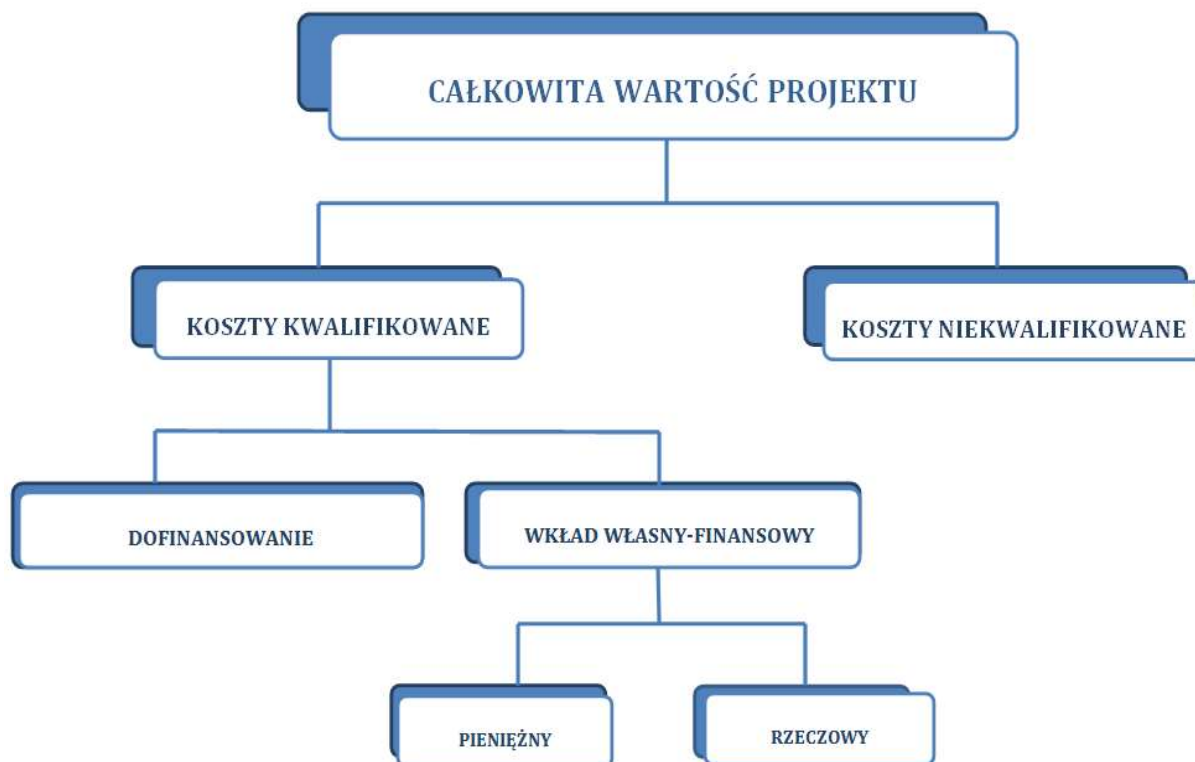 CAŁKOWITA WARTOŚĆ PROJEKTU
KOSZTY KWALIFIKOWANE
KOSZTY NIEKWALIFIKOWANE
DOFINANSOWANIE
WKŁAD WŁASNY-FINANSOWY
PIENIĘŻNY
RZECZOWY